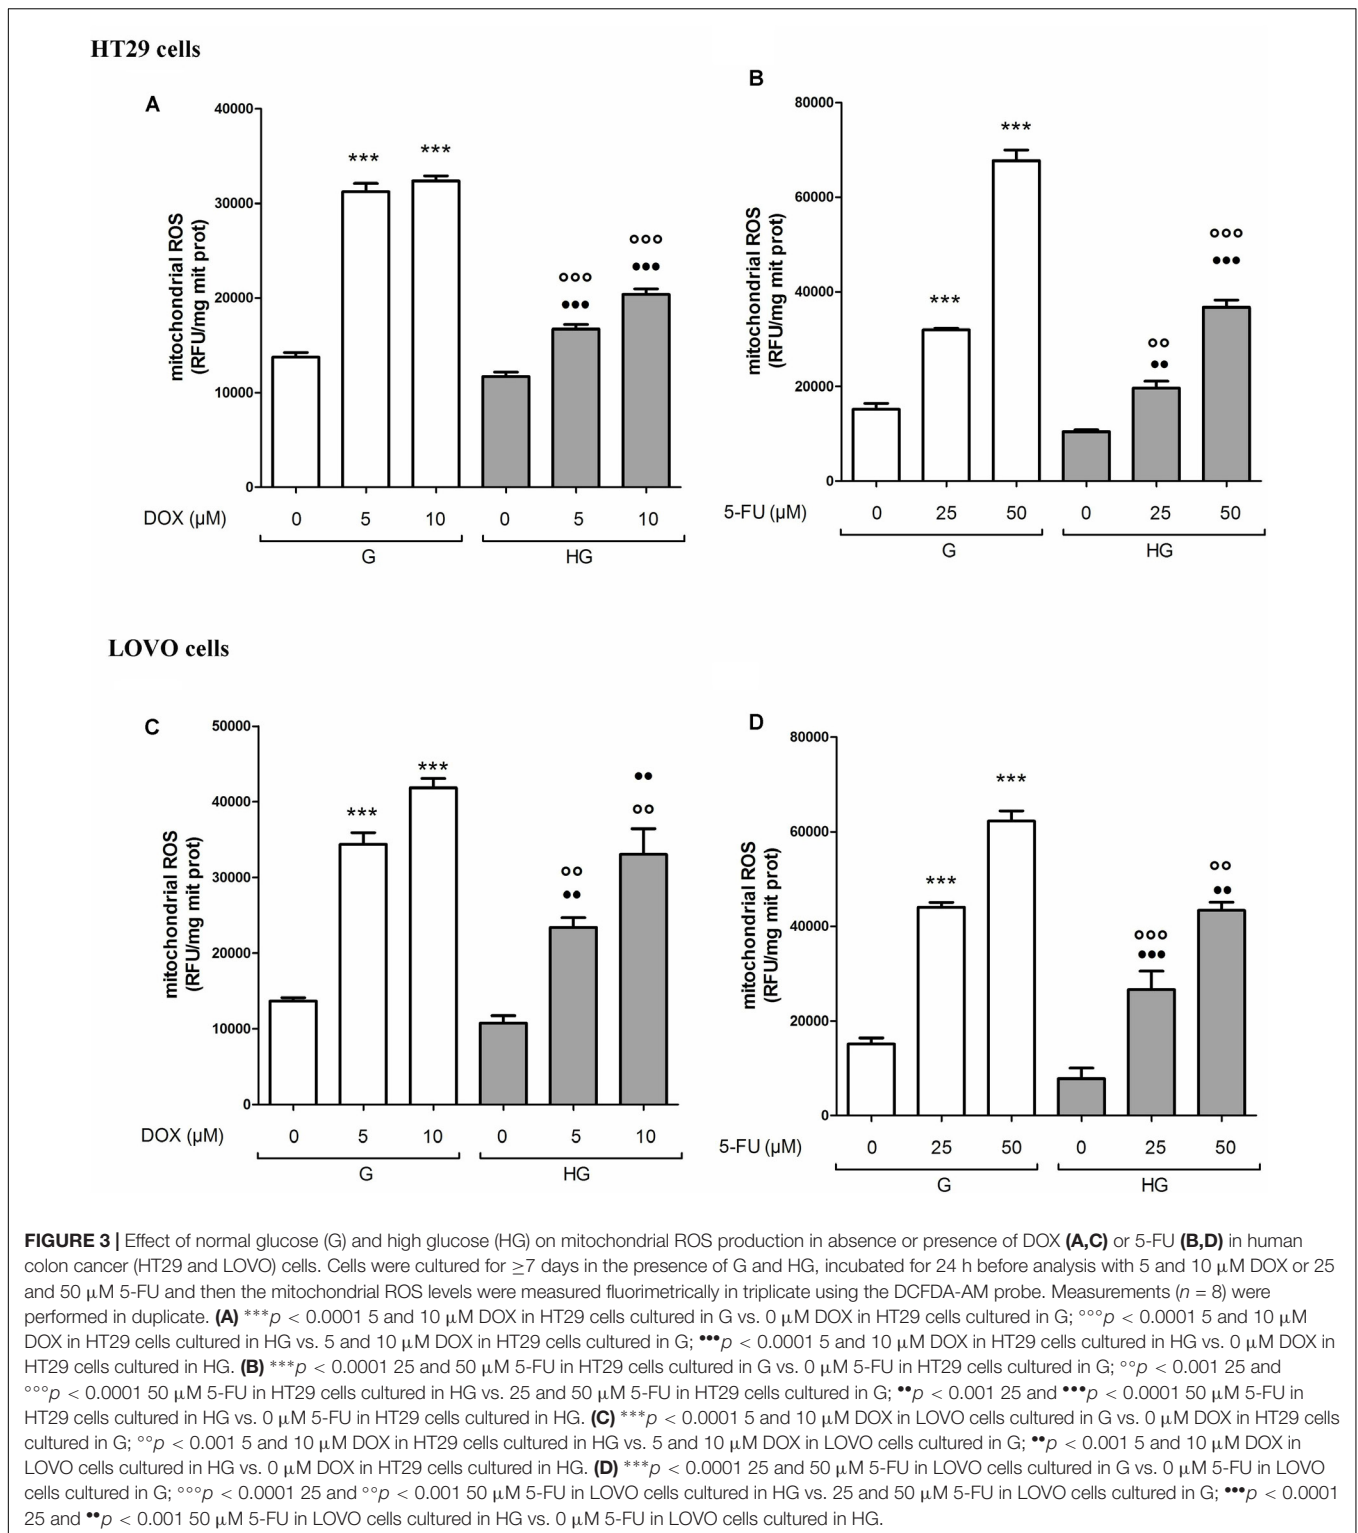 HT29 cells
A
40000
30000
20000
10000
0
mitochondrial ROS
(RFU/mg mit prot)
***
***
°°°
•••
°°°
•••
DOX (µM)
0 5 10 0 5 10
G HG
B
80000
60000
40000
20000
0
mitochondrial ROS
(RFU/mg mit prot)
***
***
°°
••
°°°
•••
5-FU (µM)
0 25 50 0 25 50
G HG
LOVO cells
C
50000
40000
30000
20000
10000
0
mitochondrial ROS
(RFU/mg mit prot)
***
***
°°
••
••
°°
DOX (µM)
0 5 10 0 5 10
G HG
D
80000
60000
40000
20000
0
mitochondrial ROS
(RFU/mg mit prot)
***
***
°°°
•••
°°
••
5-FU (µM)
0 25 50 0 25 50
G HG
FIGURE 3 | Effect of normal glucose (G) and high glucose (HG) on mitochondrial ROS production in absence or presence of DOX (A,C) or 5-FU (B,D) in human
colon cancer (HT29 and LOVO) cells. Cells were cultured for ≥7 days in the presence of G and HG, incubated for 24 h before analysis with 5 and 10 µM DOX or 25
and 50 µM 5-FU and then the mitochondrial ROS levels were measured fluorimetrically in triplicate using the DCFDA-AM probe. Measurements (n = 8) were
performed in duplicate. (A) ***p < 0.0001 5 and 10 µM DOX in HT29 cells cultured in G vs. 0 µM DOX in HT29 cells cultured in G; °°°p < 0.0001 5 and 10 µM
DOX in HT29 cells cultured in HG vs. 5 and 10 µM DOX in HT29 cells cultured in G; •••p < 0.0001 5 and 10 µM DOX in HT29 cells cultured in HG vs. 0 µM DOX in
HT29 cells cultured in HG. (B) ***p < 0.0001 25 and 50 µM 5-FU in HT29 cells cultured in G vs. 0 µM 5-FU in HT29 cells cultured in G; °°p < 0.001 25 and
°°°p < 0.0001 50 µM 5-FU in HT29 cells cultured in HG vs. 25 and 50 µM 5-FU in HT29 cells cultured in G; ••p < 0.001 25 and •••p < 0.0001 50 µM 5-FU in
HT29 cells cultured in HG vs. 0 µM 5-FU in HT29 cells cultured in HG. (C) ***p < 0.0001 5 and 10 µM DOX in LOVO cells cultured in G vs. 0 µM DOX in HT29 cells
cultured in G; °°p < 0.001 5 and 10 µM DOX in HT29 cells cultured in HG vs. 5 and 10 µM DOX in LOVO cells cultured in G; ••p < 0.001 5 and 10 µM DOX in
LOVO cells cultured in HG vs. 0 µM DOX in HT29 cells cultured in HG. (D) ***p < 0.0001 25 and 50 µM 5-FU in LOVO cells cultured in G vs. 0 µM 5-FU in LOVO
cells cultured in G; °°°p < 0.0001 25 and °°p < 0.001 50 µM 5-FU in LOVO cells cultured in HG vs. 25 and 50 µM 5-FU in LOVO cells cultured in G; •••p < 0.0001
25 and ••p < 0.001 50 µM 5-FU in LOVO cells cultured in HG vs. 0 µM 5-FU in LOVO cells cultured in HG.